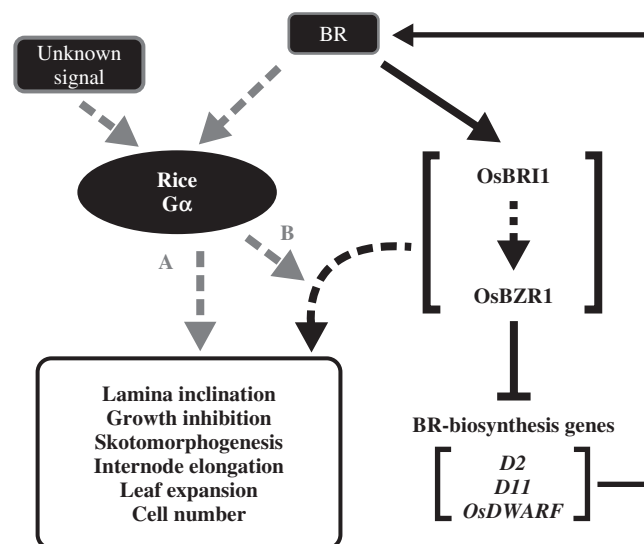 BR
Unknown
signal
Rice
Gα
OsBRI1
B
A
OsBZR1
Lamina inclination
Growth inhibition
Skotomorphogenesis
Internode elongation
Leaf expansion
Cell number
BR-biosynthesis genes
D2
D11
OsDWARF